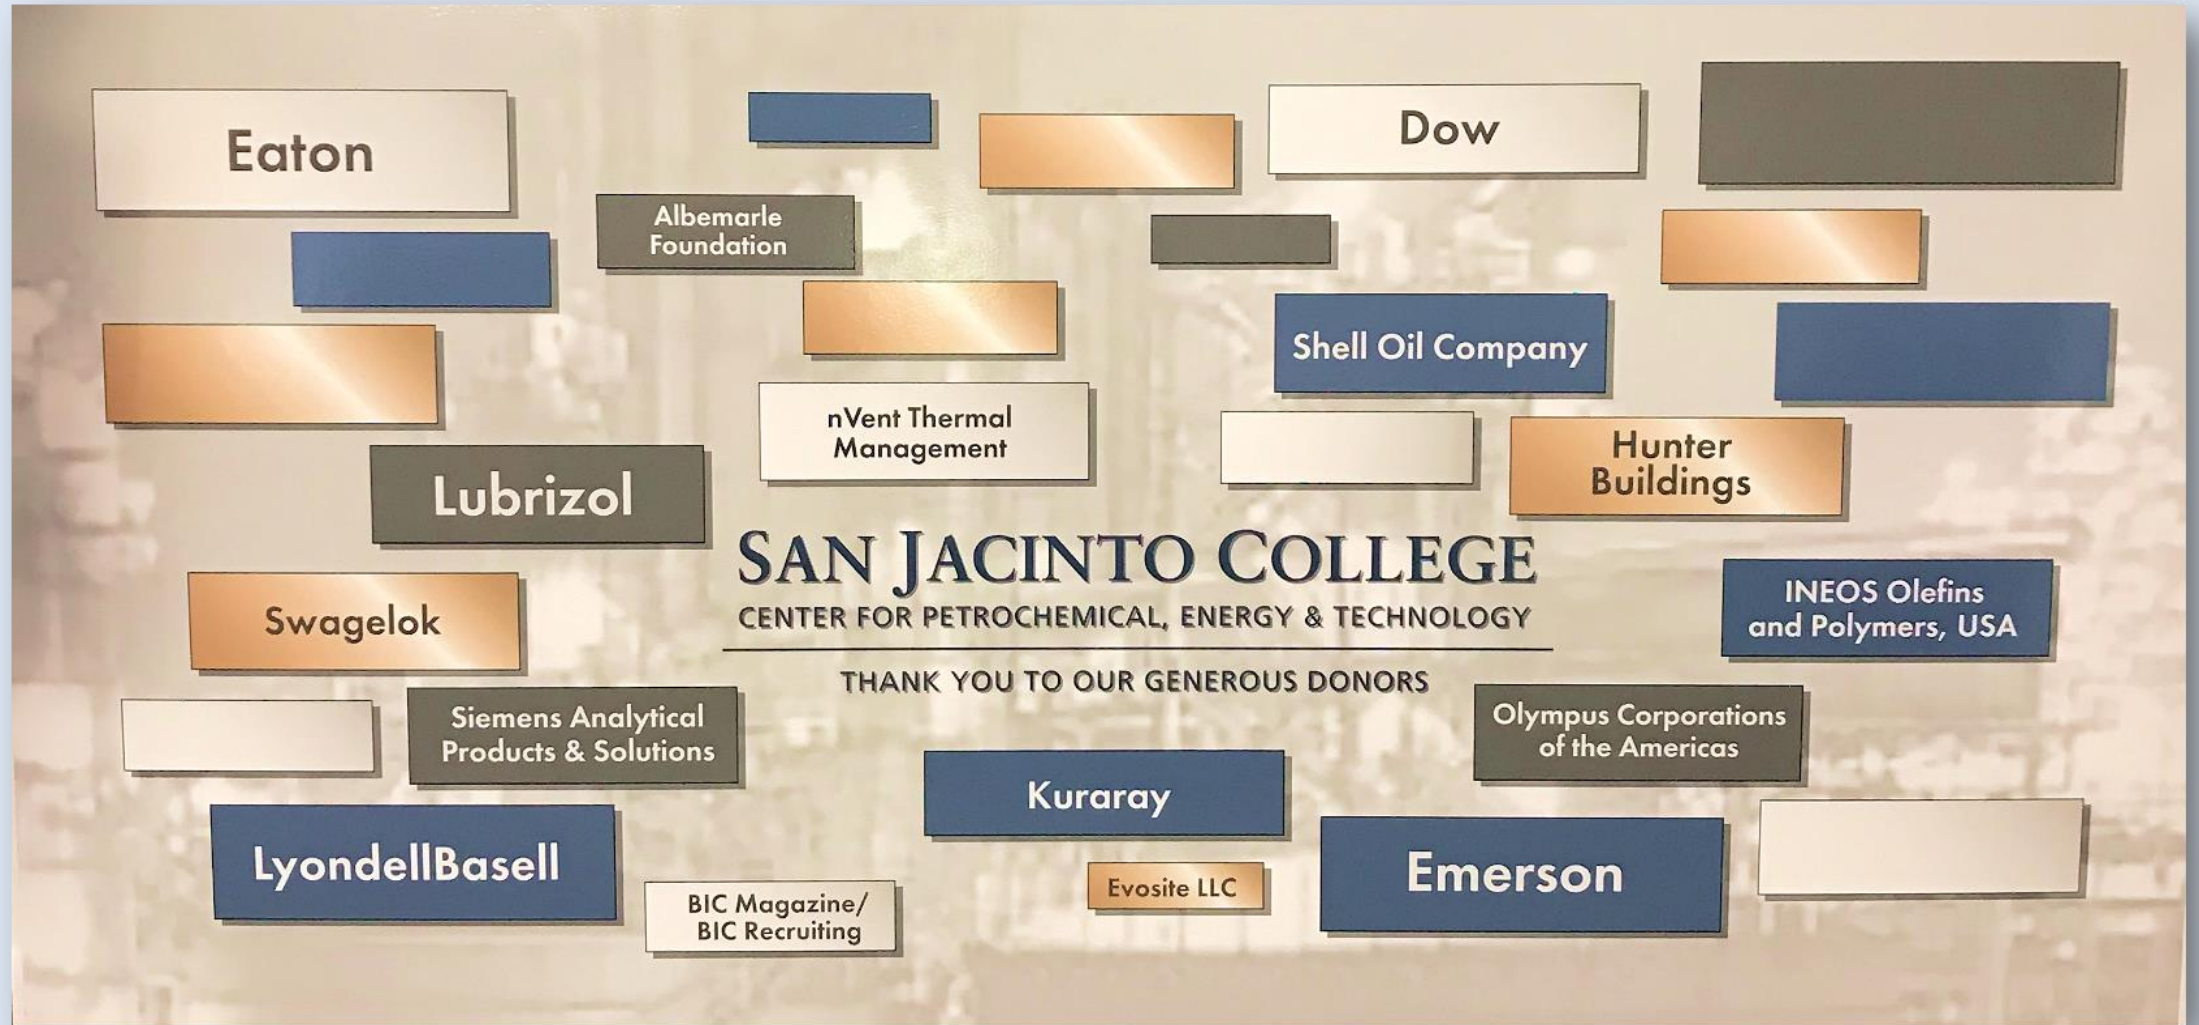 Eaton
Dow
Albemarle
Foundation
Shell Oil Company
nVent Thermal
Management
Hunter
Buildings
Lubrizol
SAN JACINTO COLLEGE
CENTER FOR PETROCHEMICAL, ENERGY & TECHNOLOGY
THANK YOU TO OUR GENEROUS DONORS
Swagelok
INEOS Olefins
and Polymers, USA
Siemens Analytical
Products & Solutions
Olympus Corporations
of the Americas
Kuraray
LyondellBasell
Emerson
Evosite LLC
BIC Magazine/
BIC Recruiting